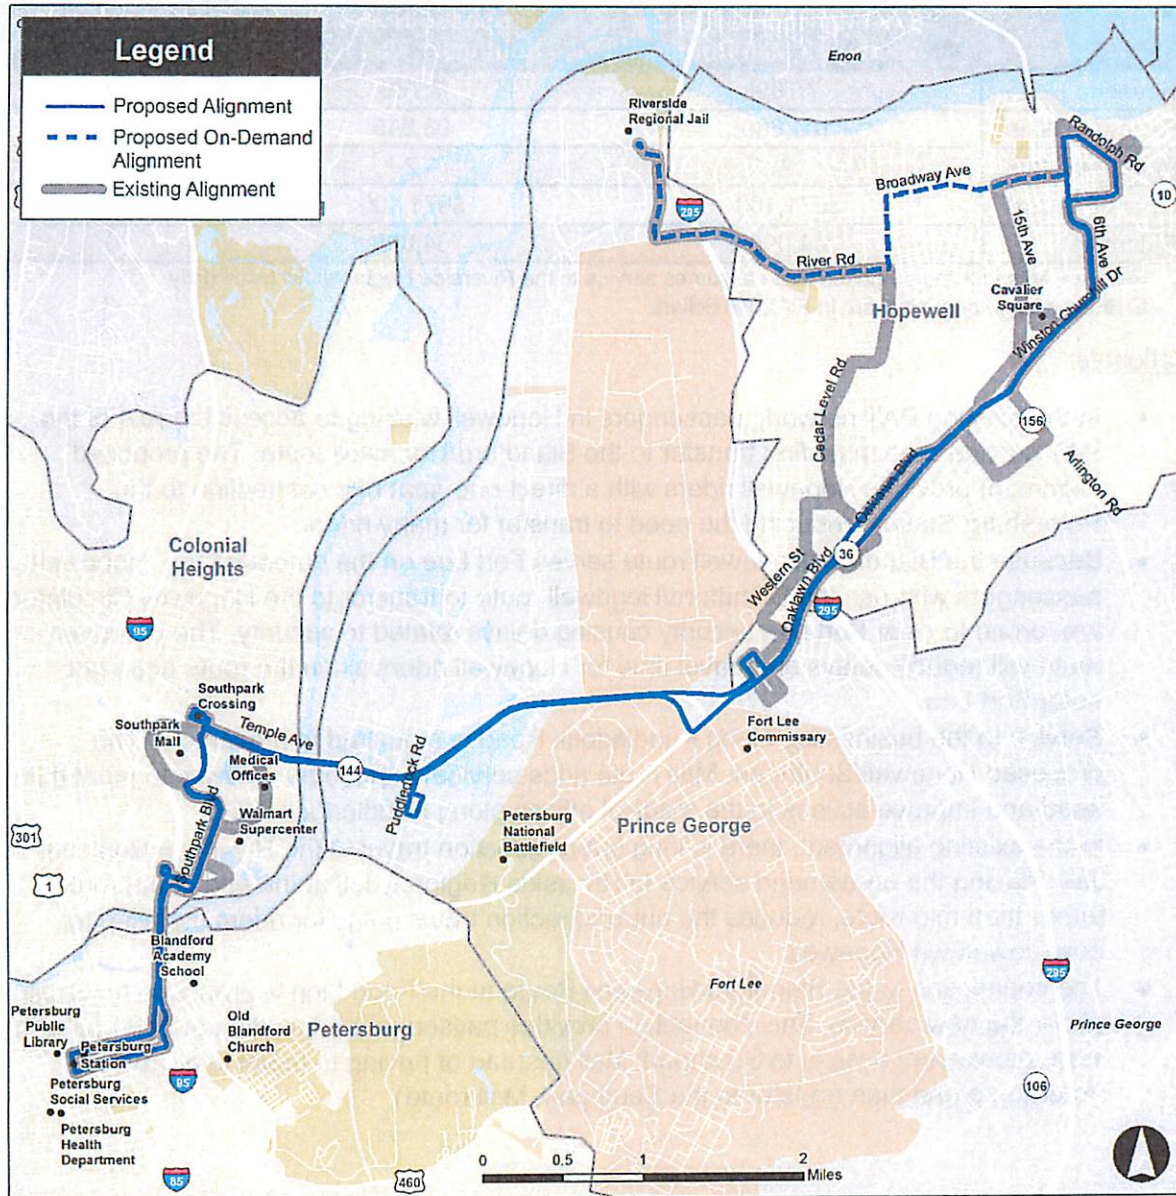 Legend
Proposed Alignment
Proposed On-Demand
Alignment
Existing Alignment
Enon
Riverside
Regional Jail
Randolph Rd
Broadway Ave
10
295
15th Ave
6th Ave
River Rd
Cavalier
Square
Hopewell
Winston Churchill Dr
Cedar Level Rd
156
Arlington Rd
Oaklawn Blvd
Colonial
Heights
36
Western St
Oaklawn Blvd
295
95
Southpark
Crossing
Southpark
Mall
Temple Ave
Fort Lee
Commissary
Medical
Offices
144
Puddledock Rd
Southpark Blvd
Walmart
Supercenter
Petersburg
National
Battlefield
Prince George
301
1
Blandford
Academy
School
Fort Lee
295
Petersburg
Public
Library
Old
Blandford
Church
Petersburg
Prince George
Petersburg
Station
85
106
Petersburg
Social Services
Petersburg
Health
Department
85
460
0 0.5 1 2
Miles